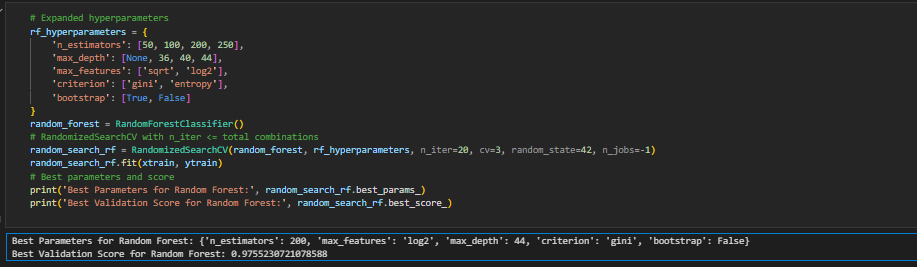 # Expanded hyperparameters
rf_hyperparameters = {
    'n_estimators': [50, 100, 200, 250],
    'max_depth': [None, 36, 40, 44],
    'max_features': ['sqrt', 'log2'],
    'criterion': ['gini', 'entropy'],
    'bootstrap': [True, False]
}
random_forest = RandomForestClassifier()
# RandomizedSearchCV with n_iter <= total combinations
random_search_rf = RandomizedSearchCV(random_forest, rf_hyperparameters, n_iter=20, cv=3, random_state=42, n_jobs=-1)
random_search_rf.fit(xtrain, ytrain)
# Best parameters and score
print('Best Parameters for Random Forest:', random_search_rf.best_params_)
print('Best Validation Score for Random Forest:', random_search_rf.best_score_)
Best Parameters for Random Forest: {'n_estimators': 200, 'max_features': 'log2', 'max_depth': 44, 'criterion': 'gini', 'bootstrap': False}
Best Validation Score for Random Forest: 0.9755230721078588